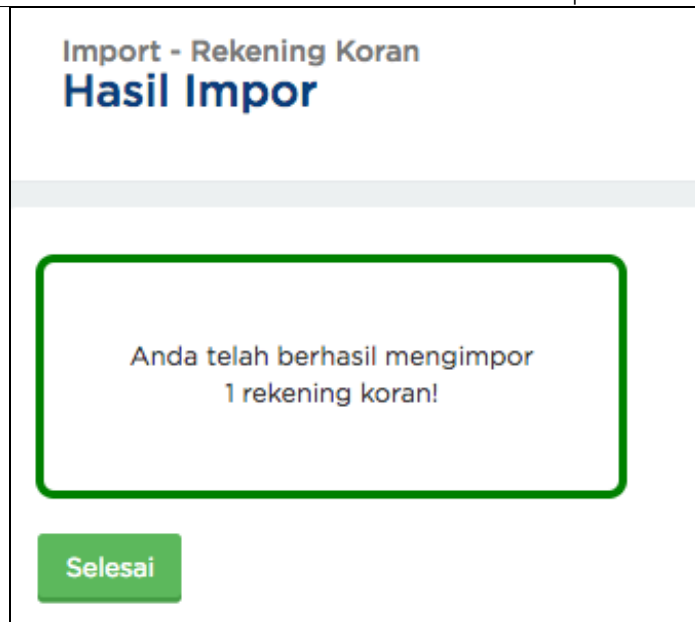 Import - Rekening Koran
Hasil Impor
Anda telah berhasil mengimpor
1 rekening koran!
Selesai